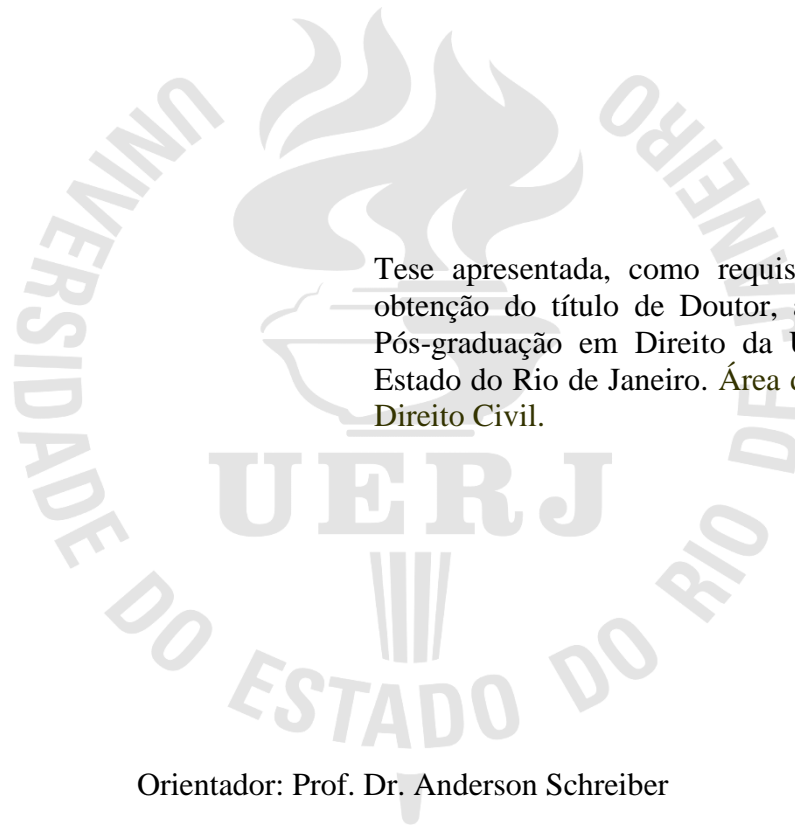 UNIVERSIDADE DO ESTADO DO RIO DE JANEIRO
UERJ
Tese apresentada, como requis
obtenção do título de Doutor,
Pós-graduação em Direito da
Estado do Rio de Janeiro. Área
Direito Civil.
Orientador: Prof. Dr. Anderson Schreiber